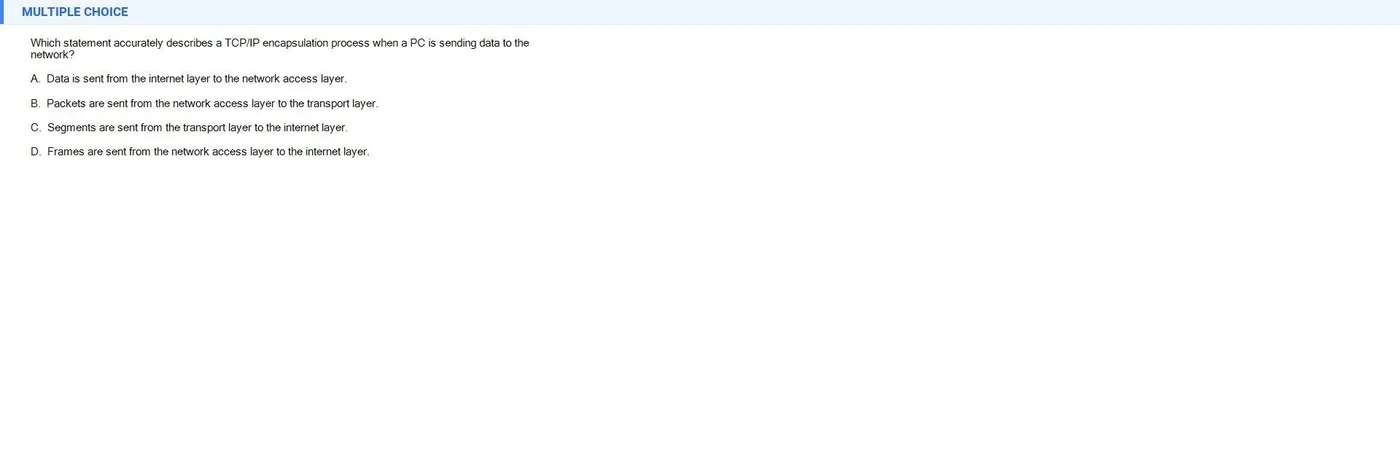 MULTIPLE CHOICE
Which statement accurately describes a TCP/IP encapsulation process when a PC is sending data to the
network?
A. Data is sent from the internet layer to the network access layer.
B. Packets are sent from the network access layer to the transport layer.
C. Segments are sent from the transport layer to the internet layer.
D. Frames are sent from the network access layer to the internet layer.